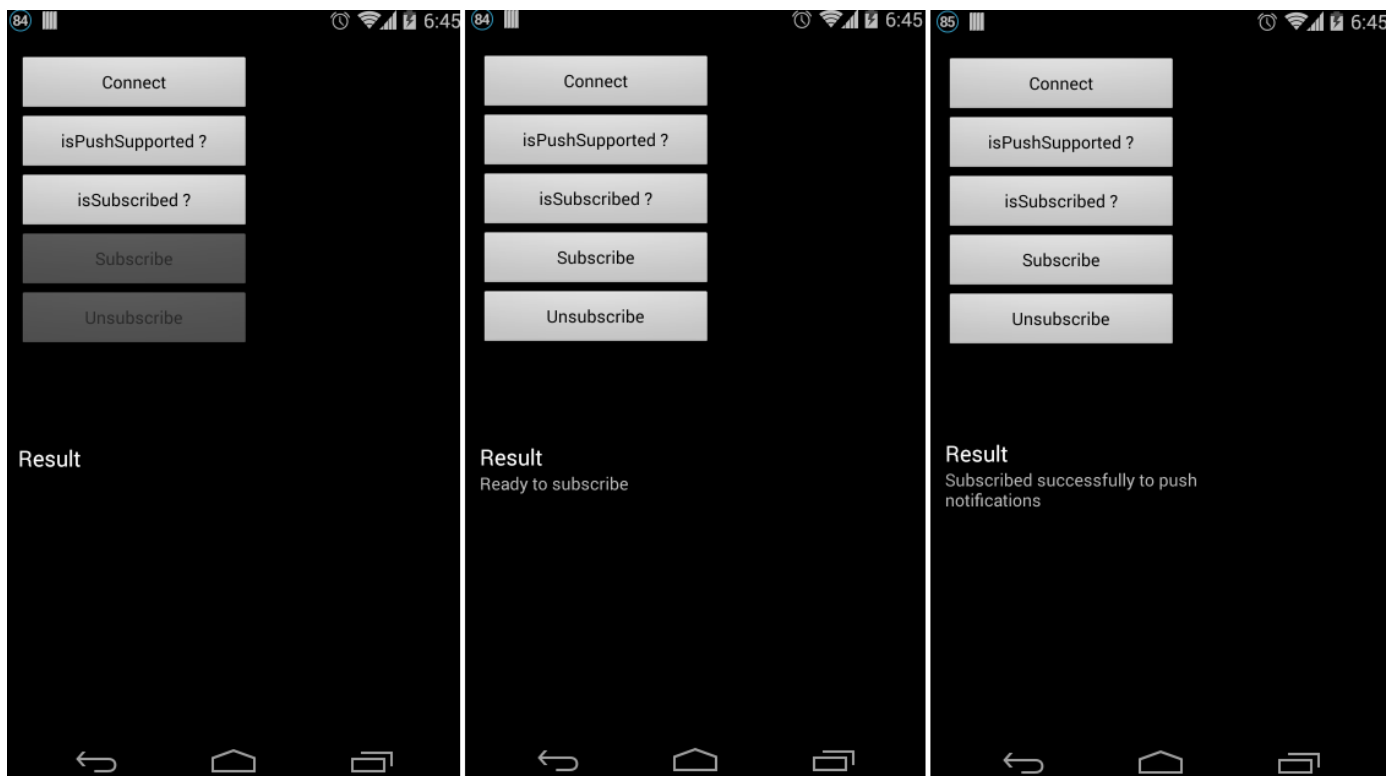 84
6:45
Connect
isPushSupported ?
isSubscribed ?
Subscribe
Unsubscribe
Result
84
6:45
Connect
isPushSupported ?
isSubscribed ?
Subscribe
Unsubscribe
Result
Ready to subscribe
85
6:45
Connect
isPushSupported ?
isSubscribed ?
Subscribe
Unsubscribe
Result
Subscribed successfully to push
notifications